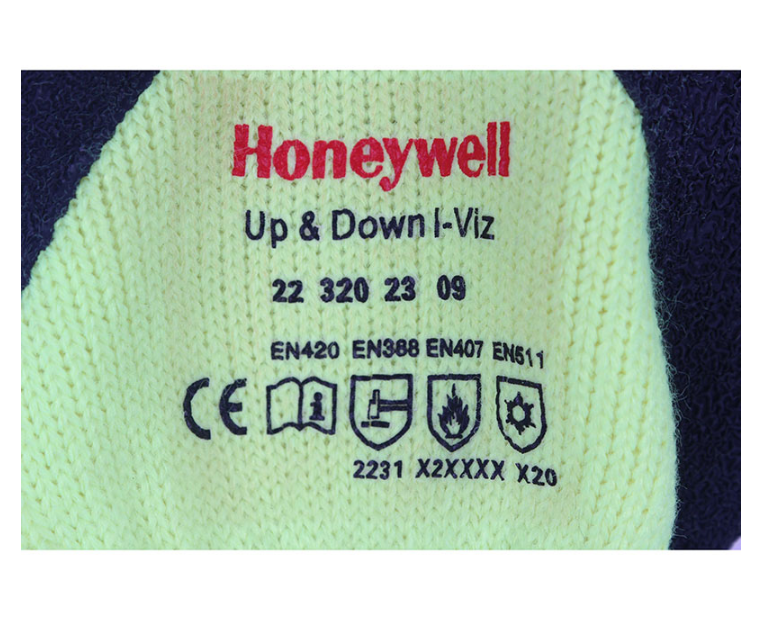 Honeywell
Up & Down I-Viz
22 320 23 09
EN420 EN388 EN407 EN511
CE
2231 X2XXXX X20